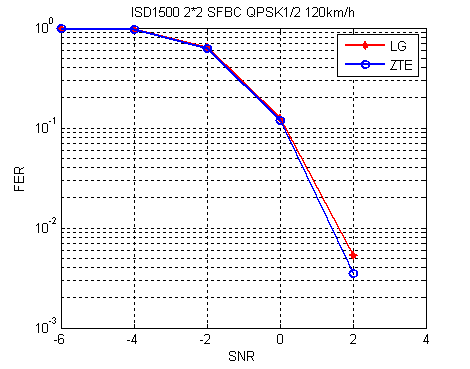 ISD1500 2*2 SFBC QPSK1/2 120km/h
LG
ZTE
FER
10^0
10^-1
10^-2
10^-3
-6 -4 -2 0 2 4
SNR